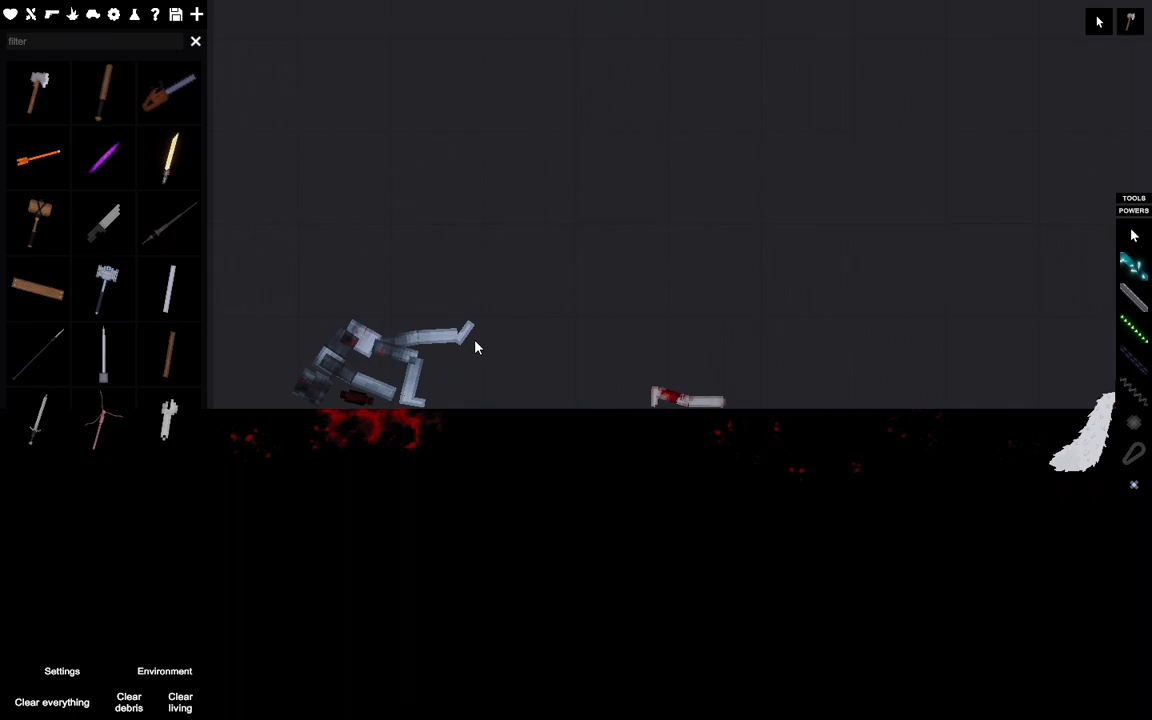 filter
TOOLS
POWERS
Settings
Environment
Clear everything
Clear
debris
Clear
living